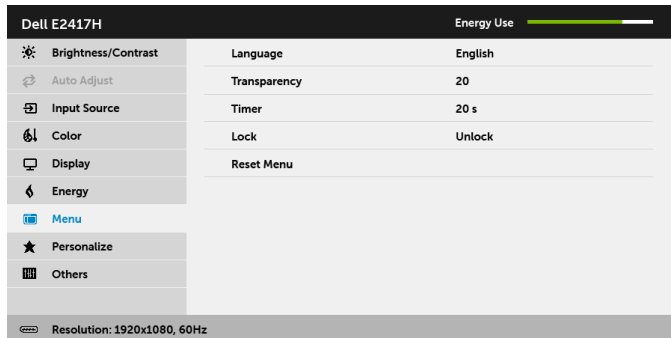 Dell E2417H Energy Use
Brightness/Contrast Language English
Auto Adjust Transparency 20
Input Source Timer 20 s
Color Lock Unlock
Display Reset Menu
Energy
Menu
Personalize
Others
Resolution: 1920x1080, 60Hz